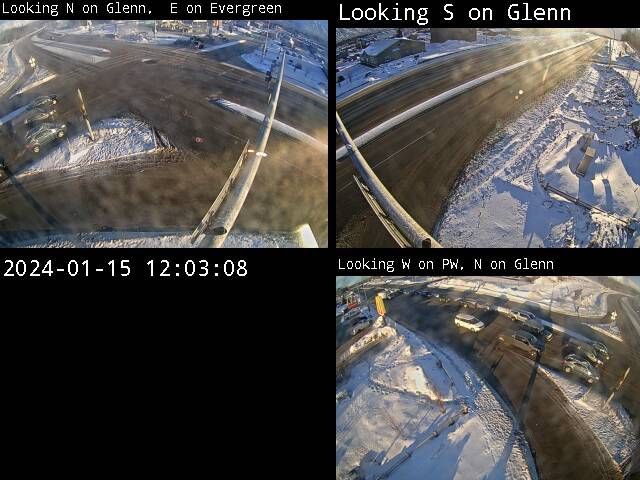 Looking N on Glenn, E on Evergreen
Looking S on Glenn
2024-01-15 12:03:08
Looking W on PW, N on Glenn